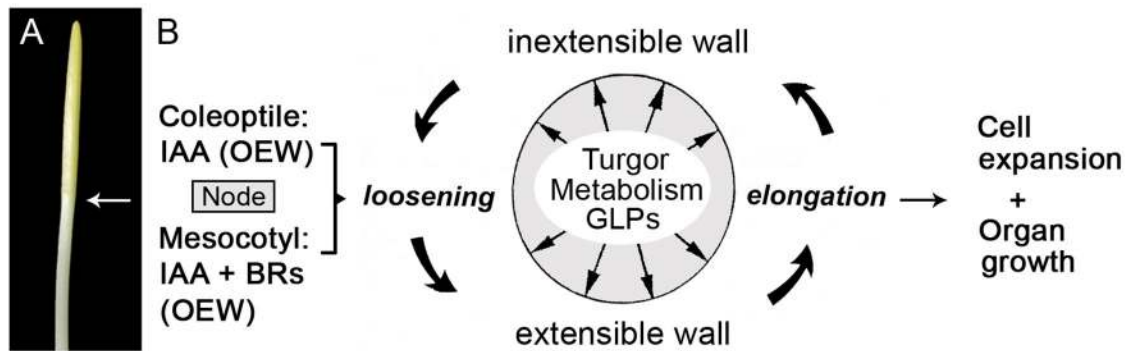 A
B
Coleoptile:
IAA (OEW)
Node
Mesocotyl:
IAA + BRs
(OEW)
loosening
inextensible wall
Turgor
Metabolism
GLPs
extensible wall
elongation
Cell
expansion
+
Organ
growth